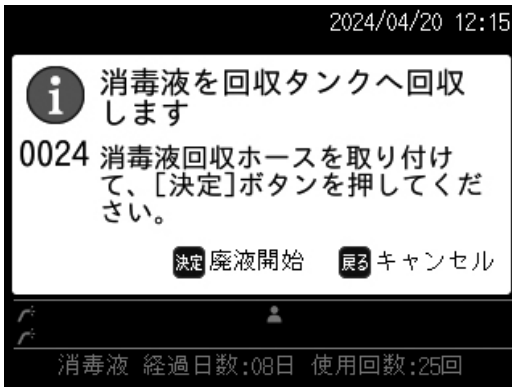 2024/04/20 12:15
消毒液を回収タンクへ回収
します
0024 消毒液回収ホースを取り付け
て、[決定]ボタンを押してくだ
さい。
決定 廃液開始 戻る キャンセル
消毒液 経過日数:08日 使用回数:25回